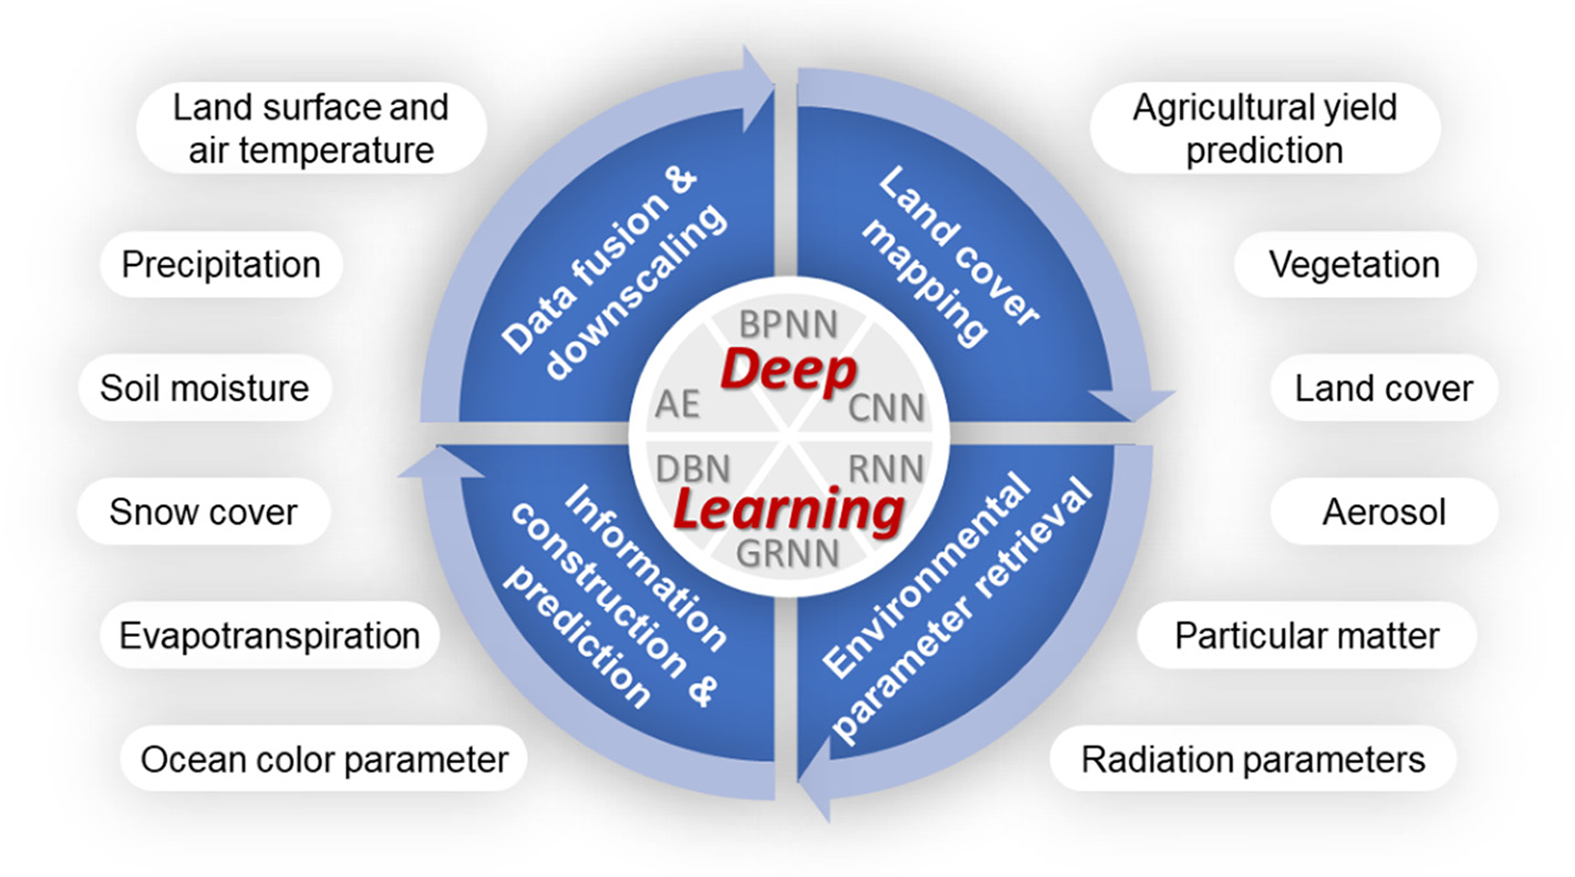 Land surface and
air temperature
Precipitation
Soil moisture
Snow cover
Evapotranspiration
Ocean color parameter
Data fusion &
downscaling
Land cover
mapping
Information
construction &
prediction
Environmental
parameter retrieval
BPNN
Deep
AE
CNN
DBN
RNN
Learning
GRNN
Agricultural yield
prediction
Vegetation
Land cover
Aerosol
Particular matter
Radiation parameters